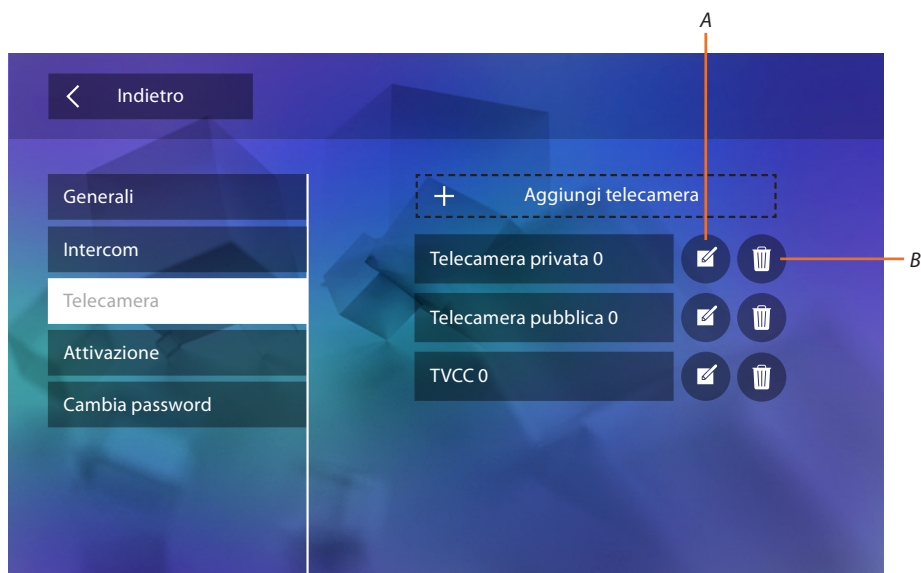 A
Indietro
Generali
Intercom
Telecamera
Attivazione
Cambia password
+ Aggiungi telecamera
Telecamera privata 0
B
Telecamera pubblica 0
TVCC 0